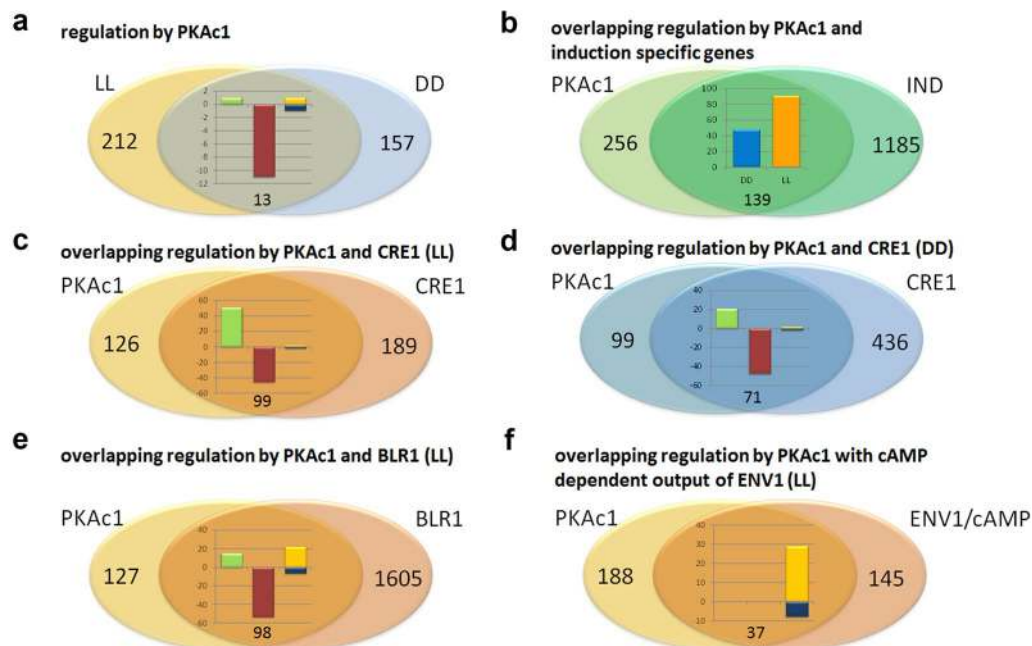 a
regulation by PKAc1
LL
DD
212
157
13
2
0
-2
-4
-6
-8
-10
-12
b
overlapping regulation by PKAc1 and
induction specific genes
PKAc1
IND
256
1185
139
100
80
60
40
20
0
DD
LL
c
overlapping regulation by PKAc1 and CRE1 (LL)
PKAc1
CRE1
126
189
99
60
40
20
0
-20
-40
-60
d
overlapping regulation by PKAc1 and CRE1 (DD)
PKAc1
CRE1
99
436
71
40
20
0
-20
-40
-60
e
overlapping regulation by PKAc1 and BLR1 (LL)
PKAc1
BLR1
127
1605
98
40
20
0
-20
-40
-60
f
overlapping regulation by PKAc1 with cAMP
dependent output of ENV1 (LL)
PKAc1
ENV1/cAMP
188
145
37
40
30
20
10
0
-10